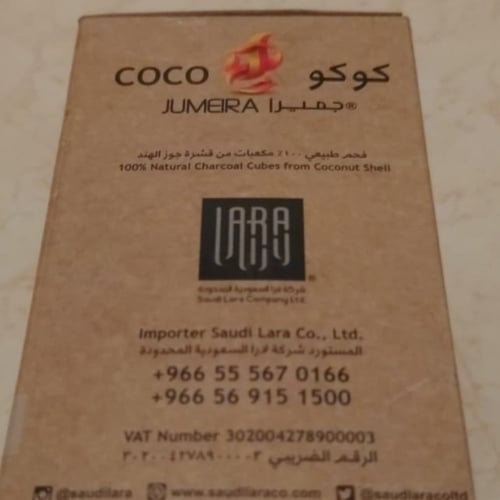 COCO كوكو
JUMEIRA جميرا®
فحم طبيعي ١٠٠٪ مكعبات من قشرة جوز الهند
100% Natural Charcoal Cubes from Coconut Shell
LARA
®
شركة لارا السعودية المحدودة
Saudi Lara Company Ltd.
Importer Saudi Lara Co., Ltd.
المستورد شركة لارا السعودية المحدودة
+966 55 567 0166
+966 56 915 1500
VAT Number 302004278900003
الرقم الضريبي ٣٠٢٠٠٤٢٧٨٩٠٠٠٠٣
@saudilara www.saudilaraco.com @saudilaracoltd